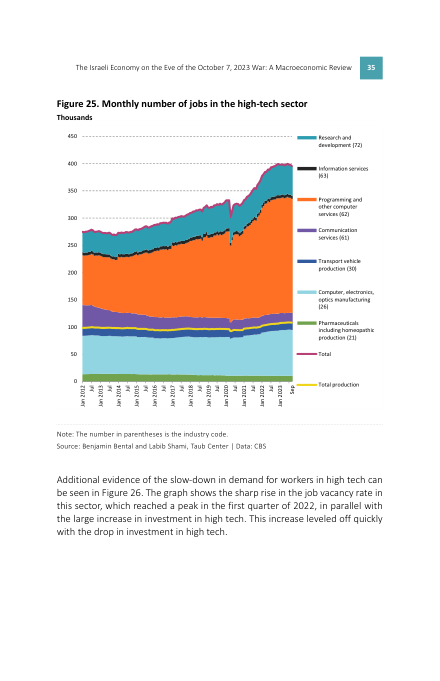 The Israeli Economy on the Eve of the October 7, 2023 War: A Macroeconomic Review 35
Figure 25. Monthly number of jobs in the high-tech sector
Thousands
450
400
350
300
250
200
150
100
50
0
Jan 2012
Jul
Jan 2013
Jul
Jan 2014
Jul
Jan 2015
Jul
Jan 2016
Jul
Jan 2017
Jul
Jan 2018
Jul
Jan 2019
Jul
Jan 2020
Jul
Jan 2021
Jul
Jan 2022
Jul
Jan 2023
Sep
Research and
development (72)
Information services
(63)
Programming and
other computer
services (62)
Communication
services (61)
Transport vehicle
production (30)
Computer, electronics,
optics manufacturing
(26)
Pharmaceuticals
including homeopathic
production (21)
Total
Total production
Note: The number in parentheses is the industry code.
Source: Benjamin Bental and Labib Shami, Taub Center | Data: CBS
Additional evidence of the slow-down in demand for workers in high tech can
be seen in Figure 26. The graph shows the sharp rise in the job vacancy rate in
this sector, which reached a peak in the first quarter of 2022, in parallel with
the large increase in investment in high tech. This increase leveled off quickly
with the drop in investment in high tech.